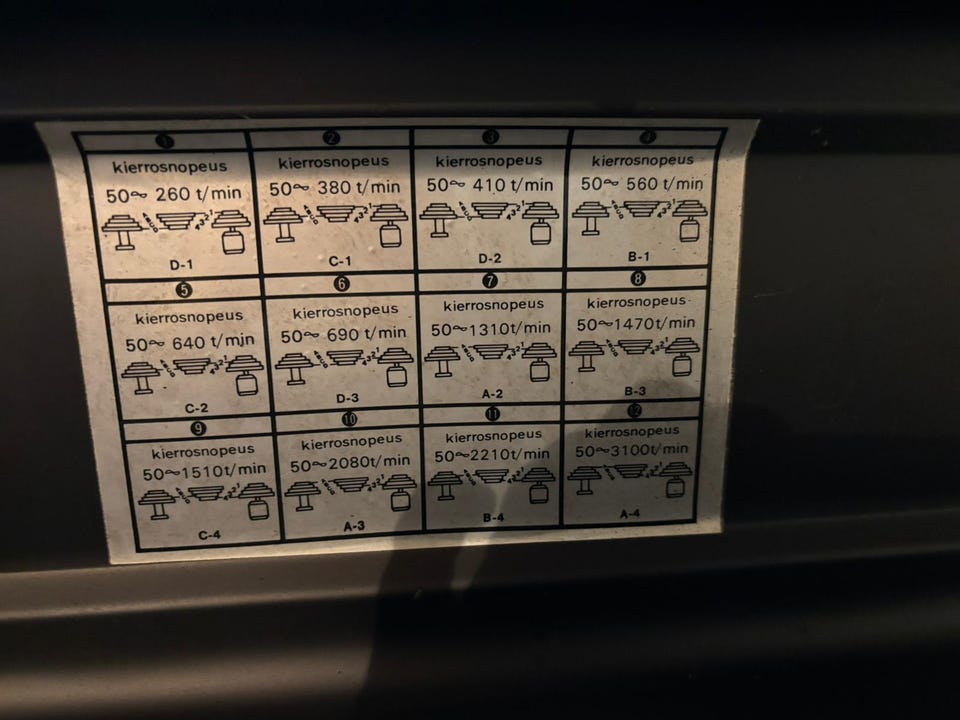 1
kierrosnopeus
50~ 260 t/min
D-1
2
kierrosnopeus
50~ 380 t/min
C-1
3
kierrosnopeus
50~ 410 t/min
D-2
4
kierrosnopeus
50~ 560 t/min
B-1
5
kierrosnopeus
50~ 640 t/min
C-2
6
kierrosnopeus
50~ 690 t/min
D-3
7
kierrosnopeus
50~1310t/min
A-2
8
kierrosnopeus
50~1470t/min
B-3
9
kierrosnopeus
50~1510t/min
C-4
10
kierrosnopeus
50~2080t/min
A-3
11
kierrosnopeus
50~2210t/min
B-4
12
kierrosnopeus
50~3100t/min
A-4